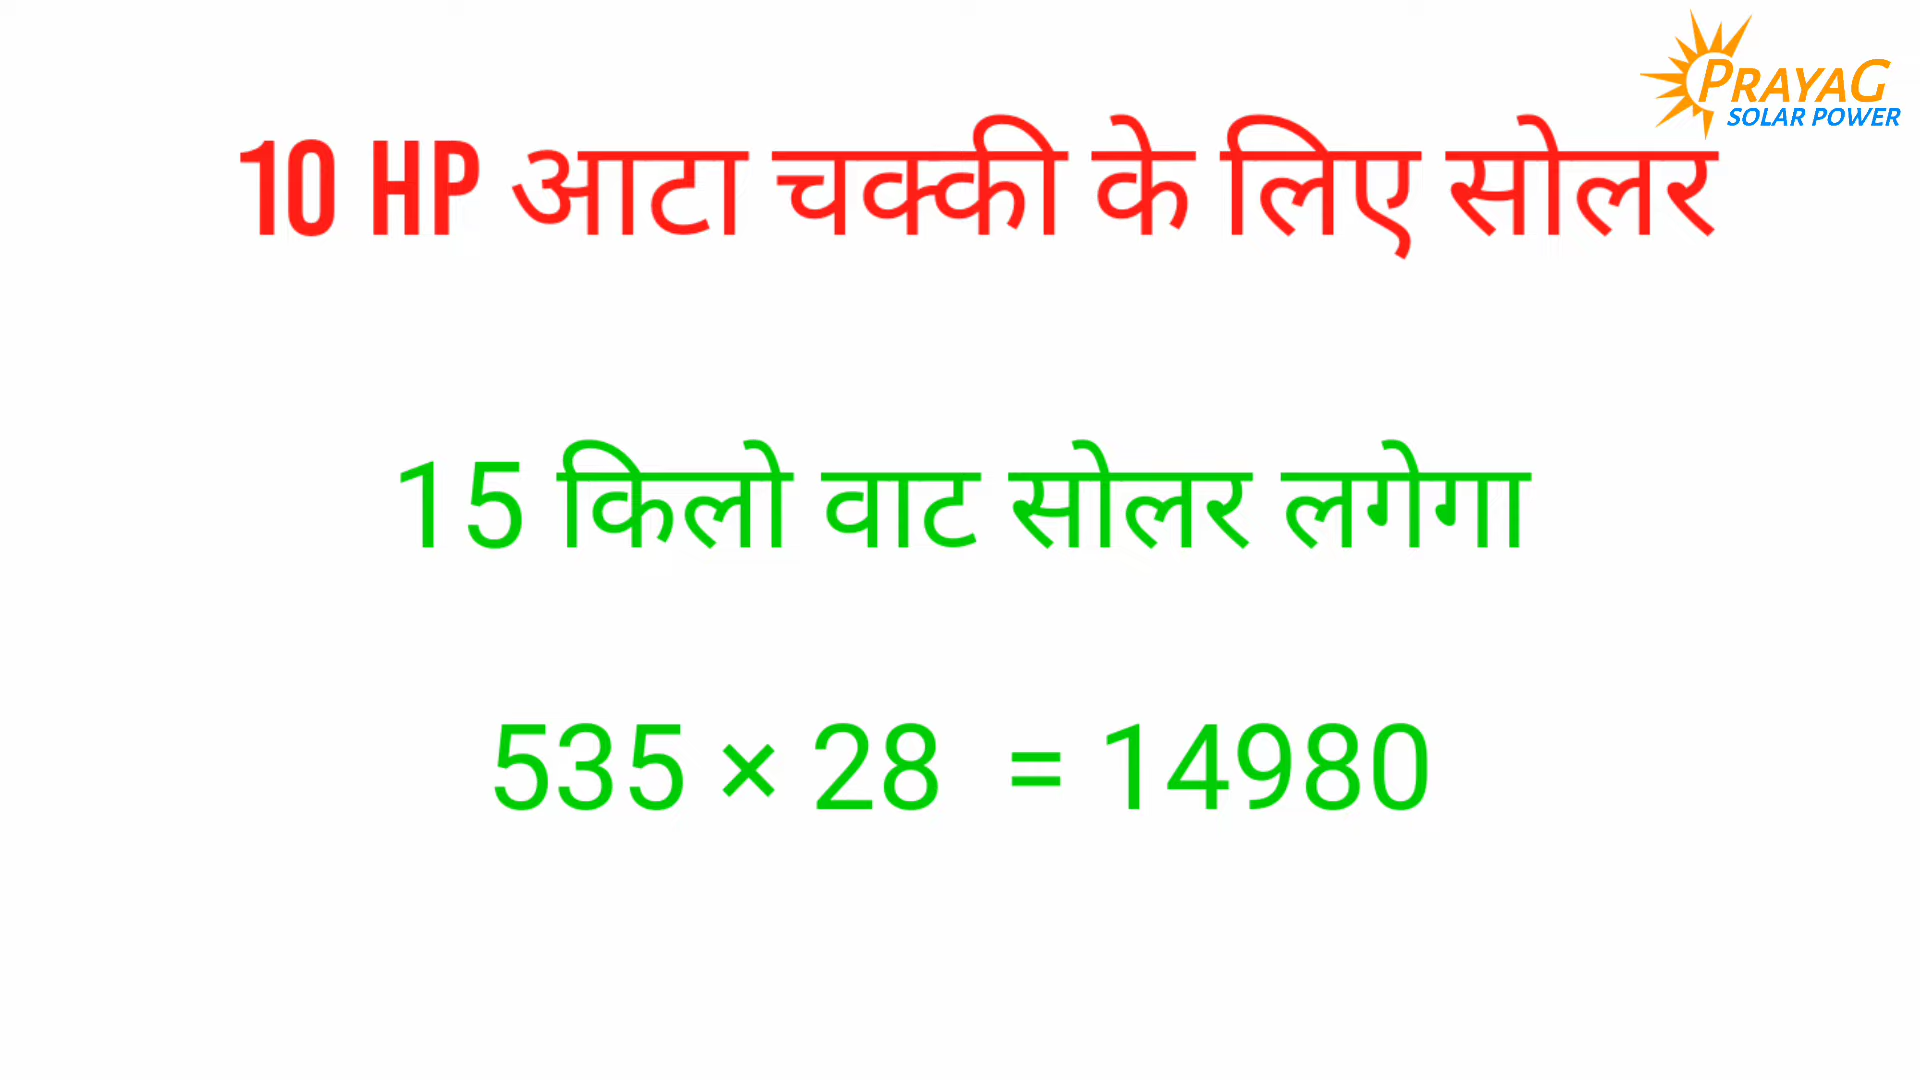 PRAYAG
SOLAR POWER
10 HP आटा चक्की के लिए सोलर
15 किलो वाट सोलर लगेगा
535 × 28 = 14980